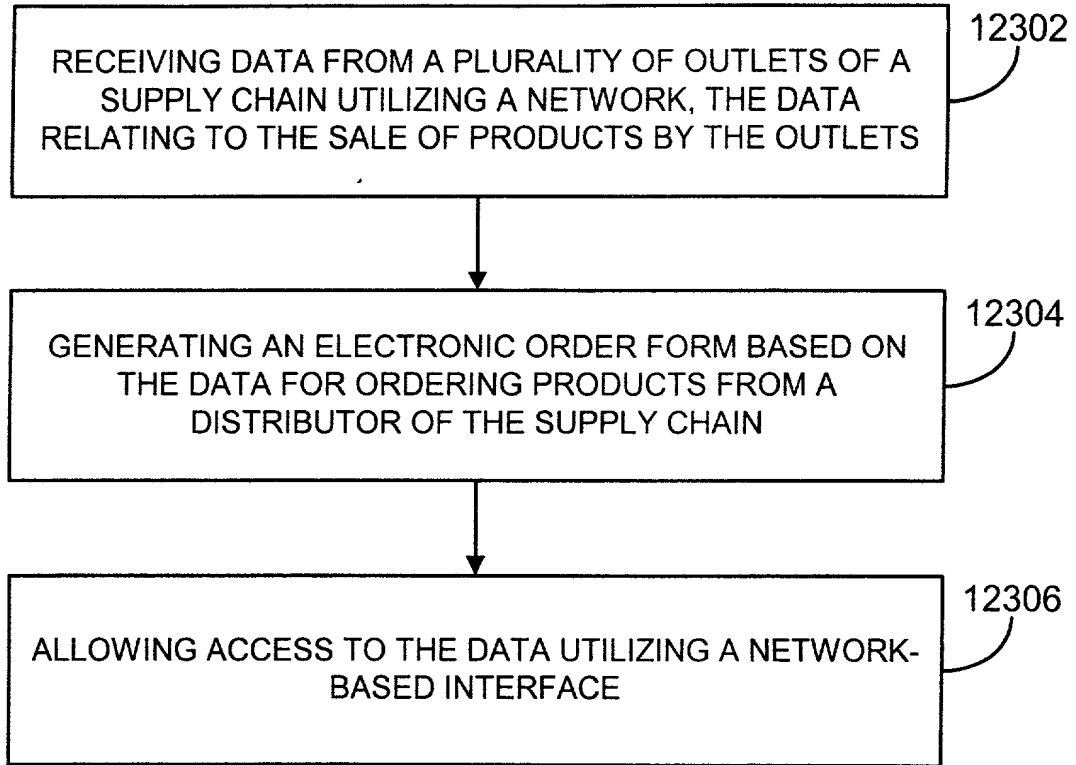 12302
RECEIVING DATA FROM A PLURALITY OF OUTLETS OF A
SUPPLY CHAIN UTILIZING A NETWORK, THE DATA
RELATING TO THE SALE OF PRODUCTS BY THE OUTLETS
12304
GENERATING AN ELECTRONIC ORDER FORM BASED ON
THE DATA FOR ORDERING PRODUCTS FROM A
DISTRIBUTOR OF THE SUPPLY CHAIN
12306
ALLOWING ACCESS TO THE DATA UTILIZING A NETWORK-
BASED INTERFACE